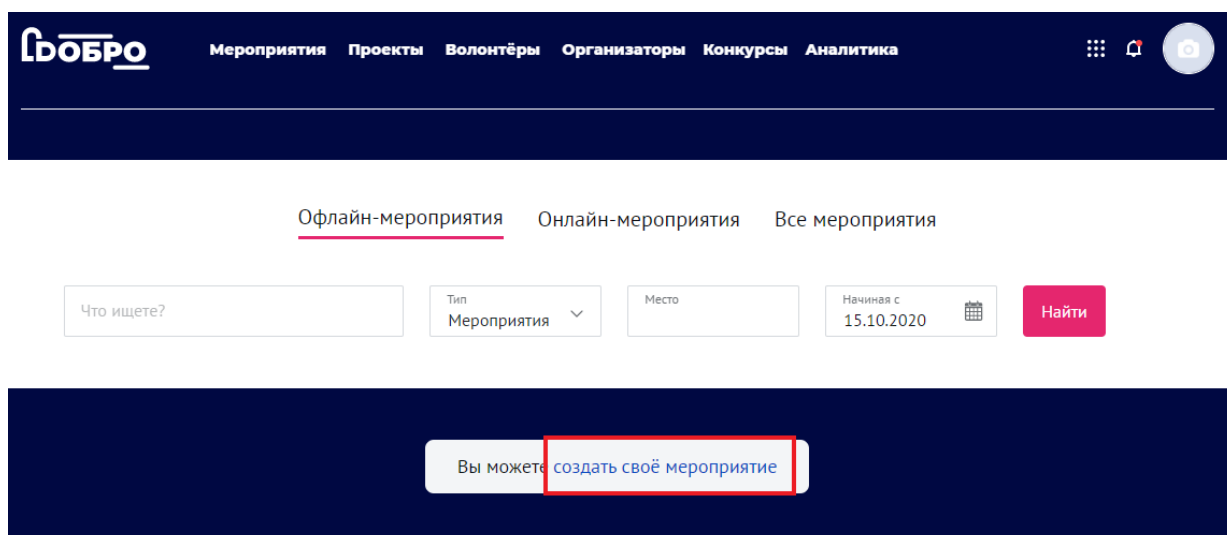 ДОБРО
Мероприятия Проекты Волонтёры Организаторы Конкурсы Аналитика
Офлайн-мероприятия Онлайн-мероприятия Все мероприятия
Что ищете?
Тип
Мероприятия
Место
Начиная с
15.10.2020
Найти
Вы можете создать своё мероприятие